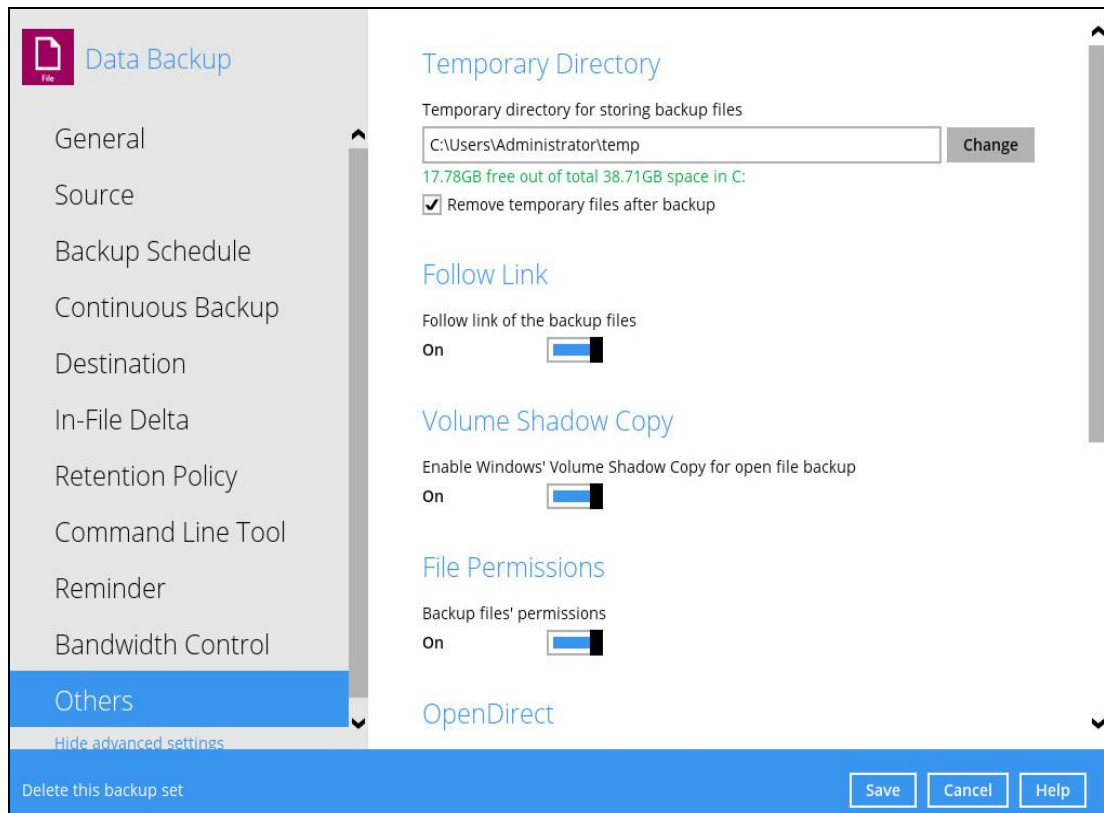 File
Data Backup
General
Source
Backup Schedule
Continuous Backup
Destination
In-File Delta
Retention Policy
Command Line Tool
Reminder
Bandwidth Control
Others
Hide advanced settings
Temporary Directory
Temporary directory for storing backup files
C:\Users\Administrator\temp
Change
17.78GB free out of total 38.71GB space in C:
Remove temporary files after backup
Follow Link
Follow link of the backup files
On
Volume Shadow Copy
Enable Windows' Volume Shadow Copy for open file backup
On
File Permissions
Backup files' permissions
On
OpenDirect
Delete this backup set
Save
Cancel
Help